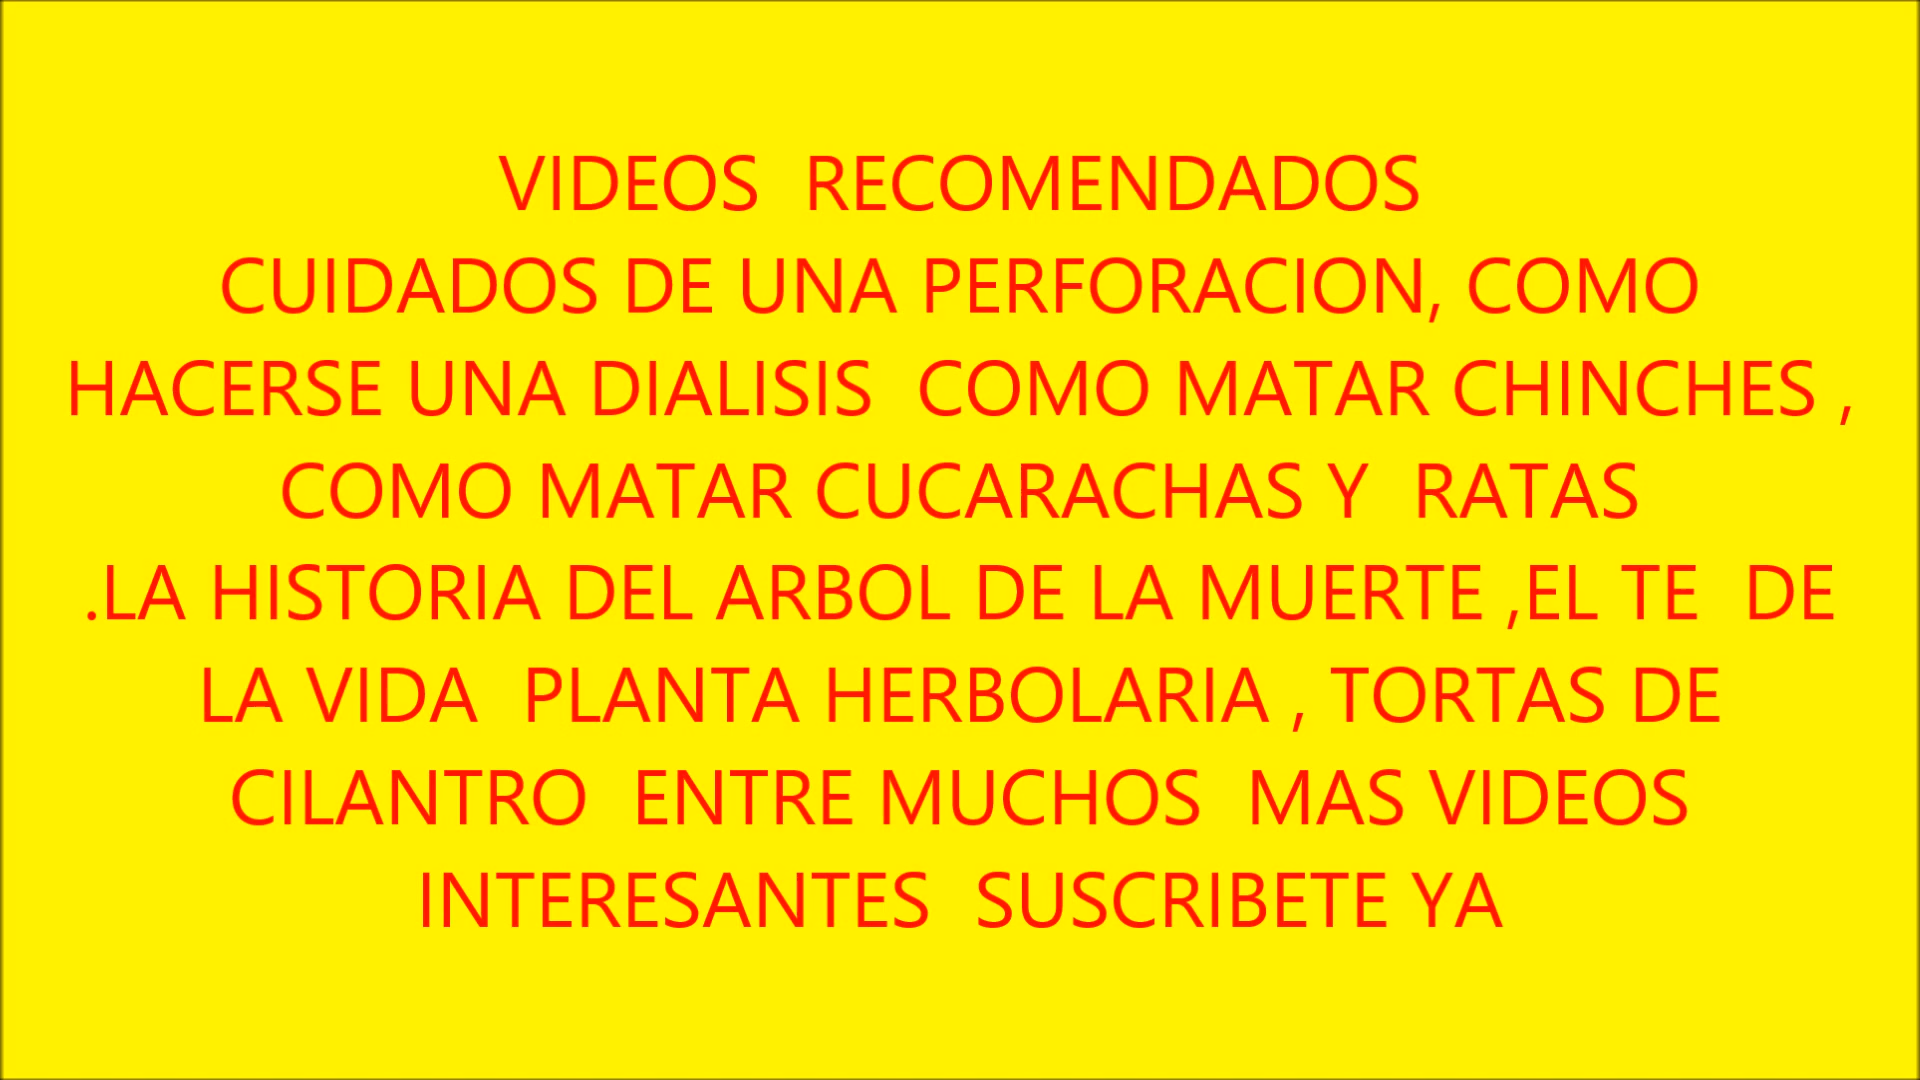 VIDEOS  RECOMENDADOS
CUIDADOS DE UNA PERFORACION, COMO
HACERSE UNA DIALISIS  COMO MATAR CHINCHES ,
COMO MATAR CUCARACHAS Y  RATAS
.LA HISTORIA DEL ARBOL DE LA MUERTE ,EL TE  DE
LA VIDA  PLANTA HERBOLARIA , TORTAS DE
CILANTRO  ENTRE MUCHOS  MAS VIDEOS
INTERESANTES  SUSCRIBETE YA